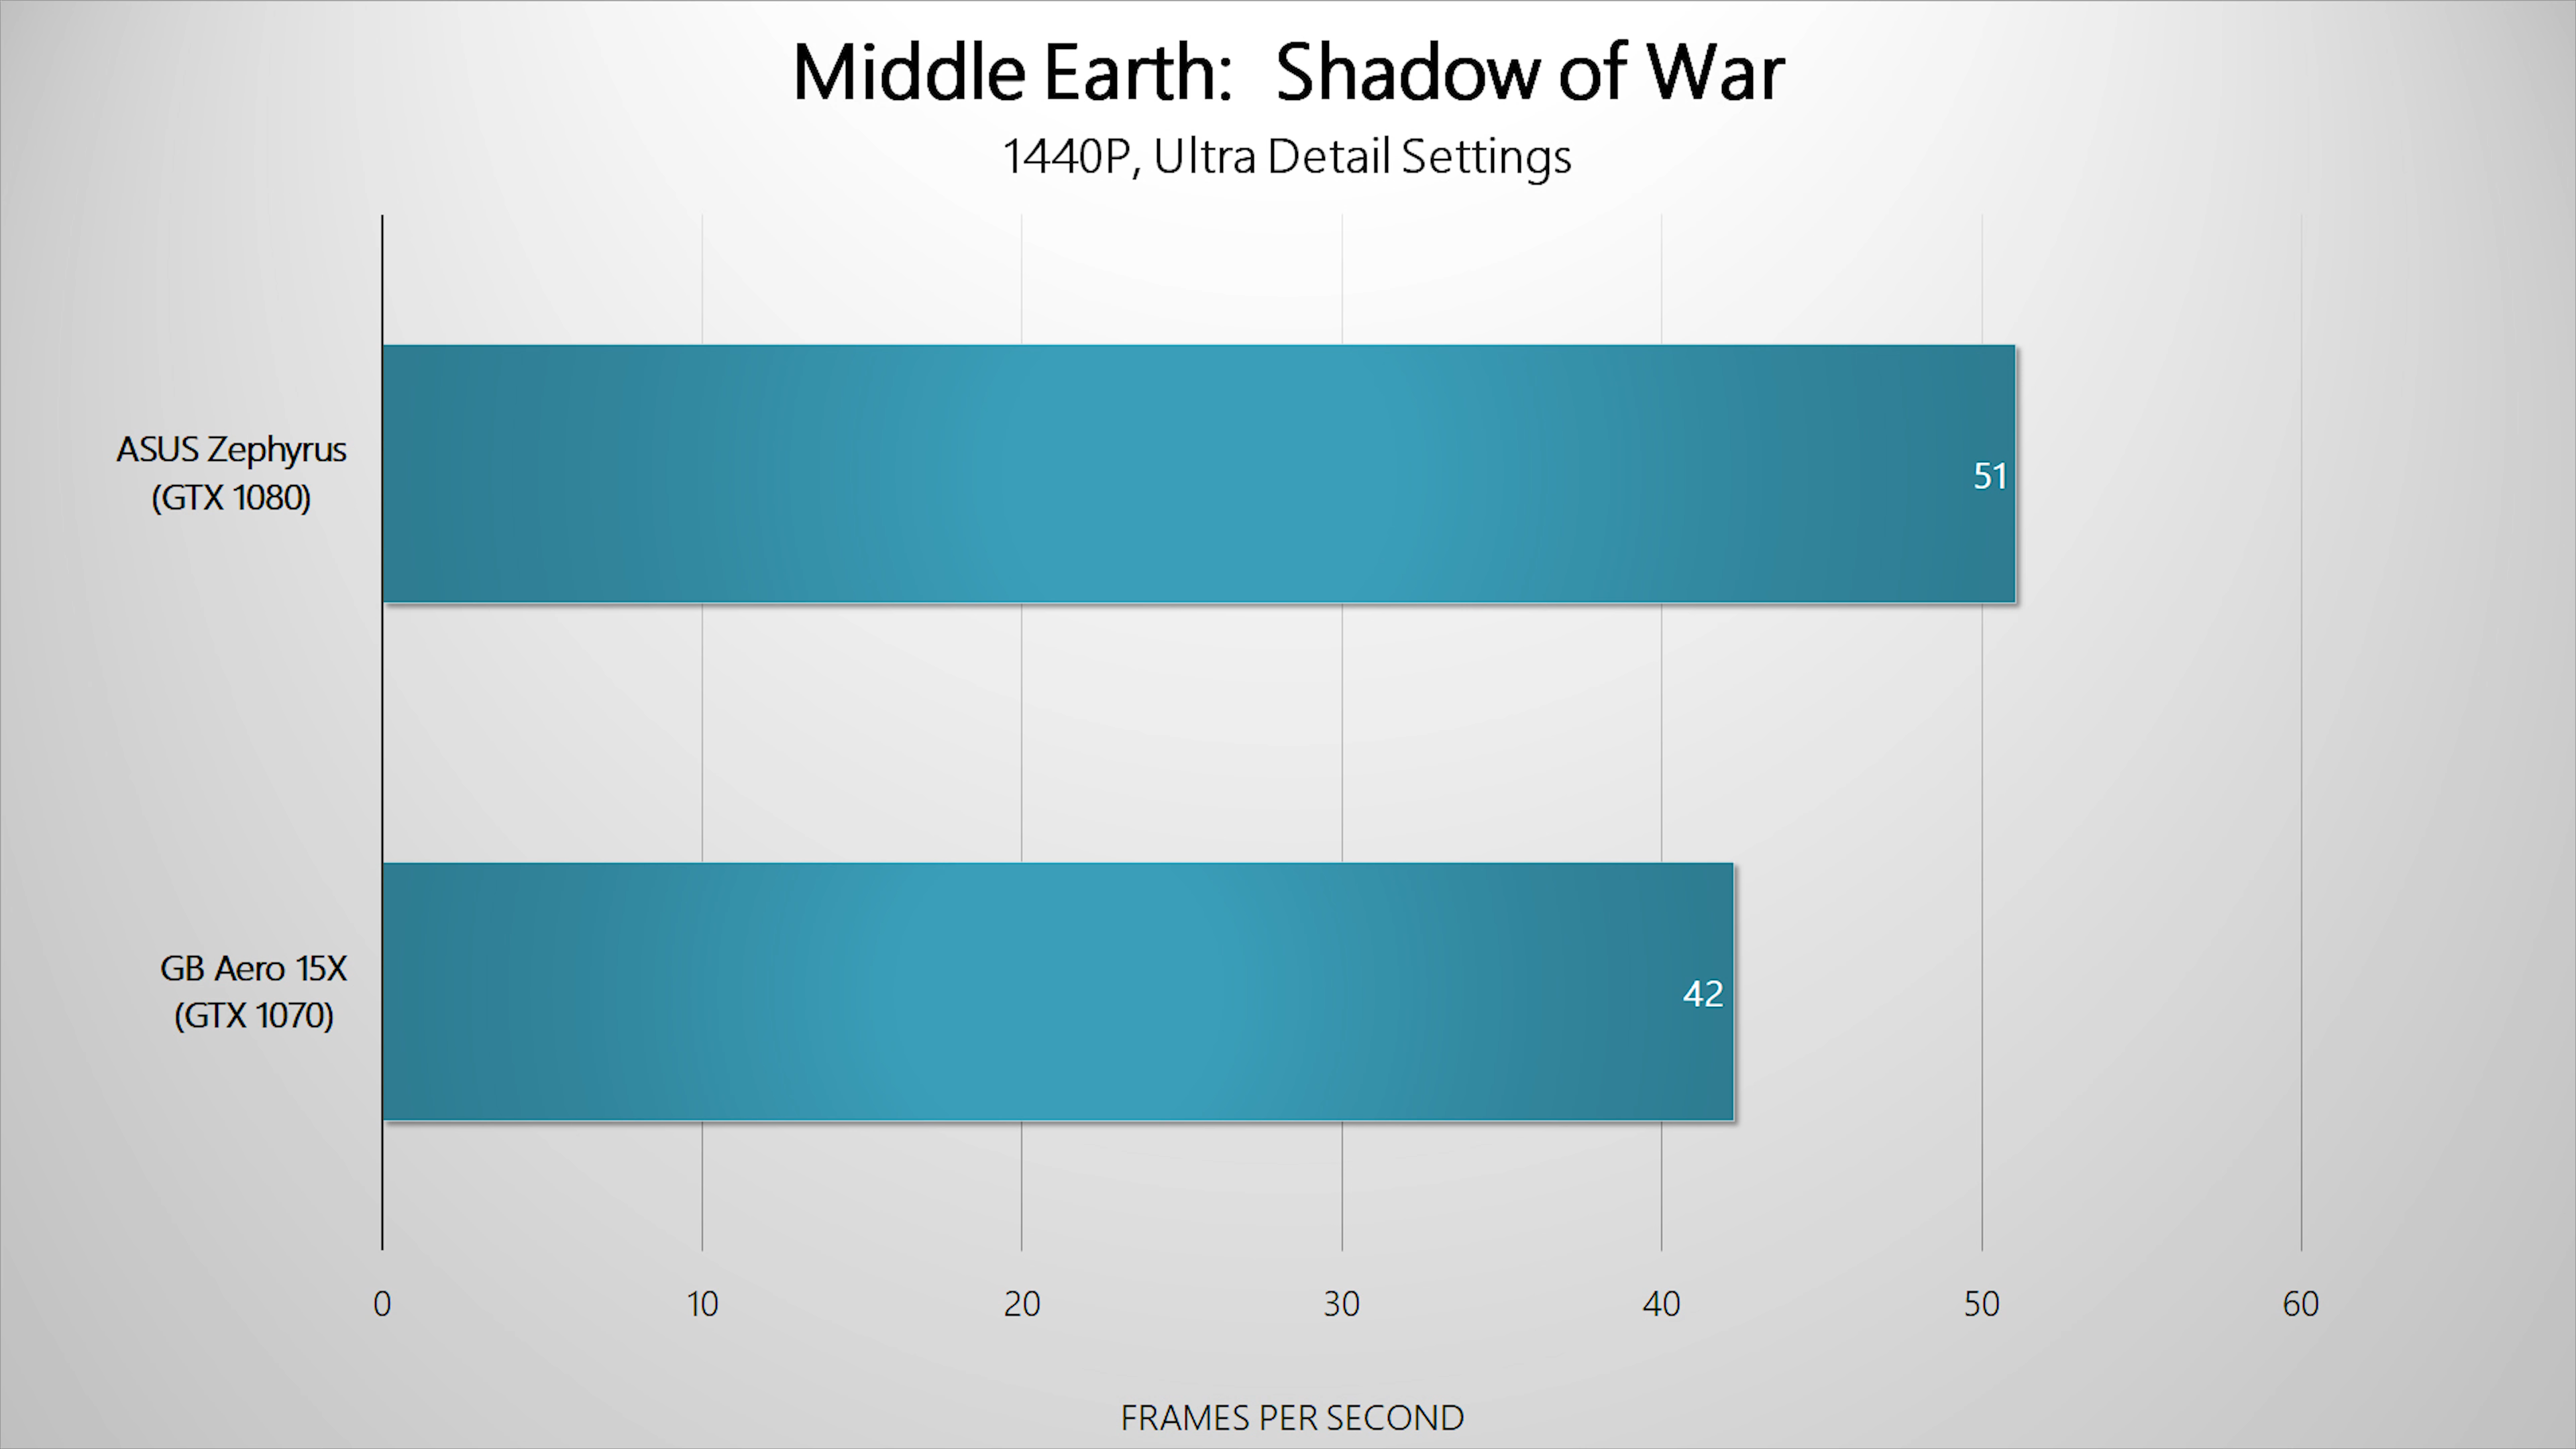 Middle Earth: Shadow of War
1440P, Ultra Detail Settings
ASUS Zephyrus
(GTX 1080)
51
GB Aero 15X
(GTX 1070)
42
0 10 20 30 40 50 60
FRAMES PER SECOND